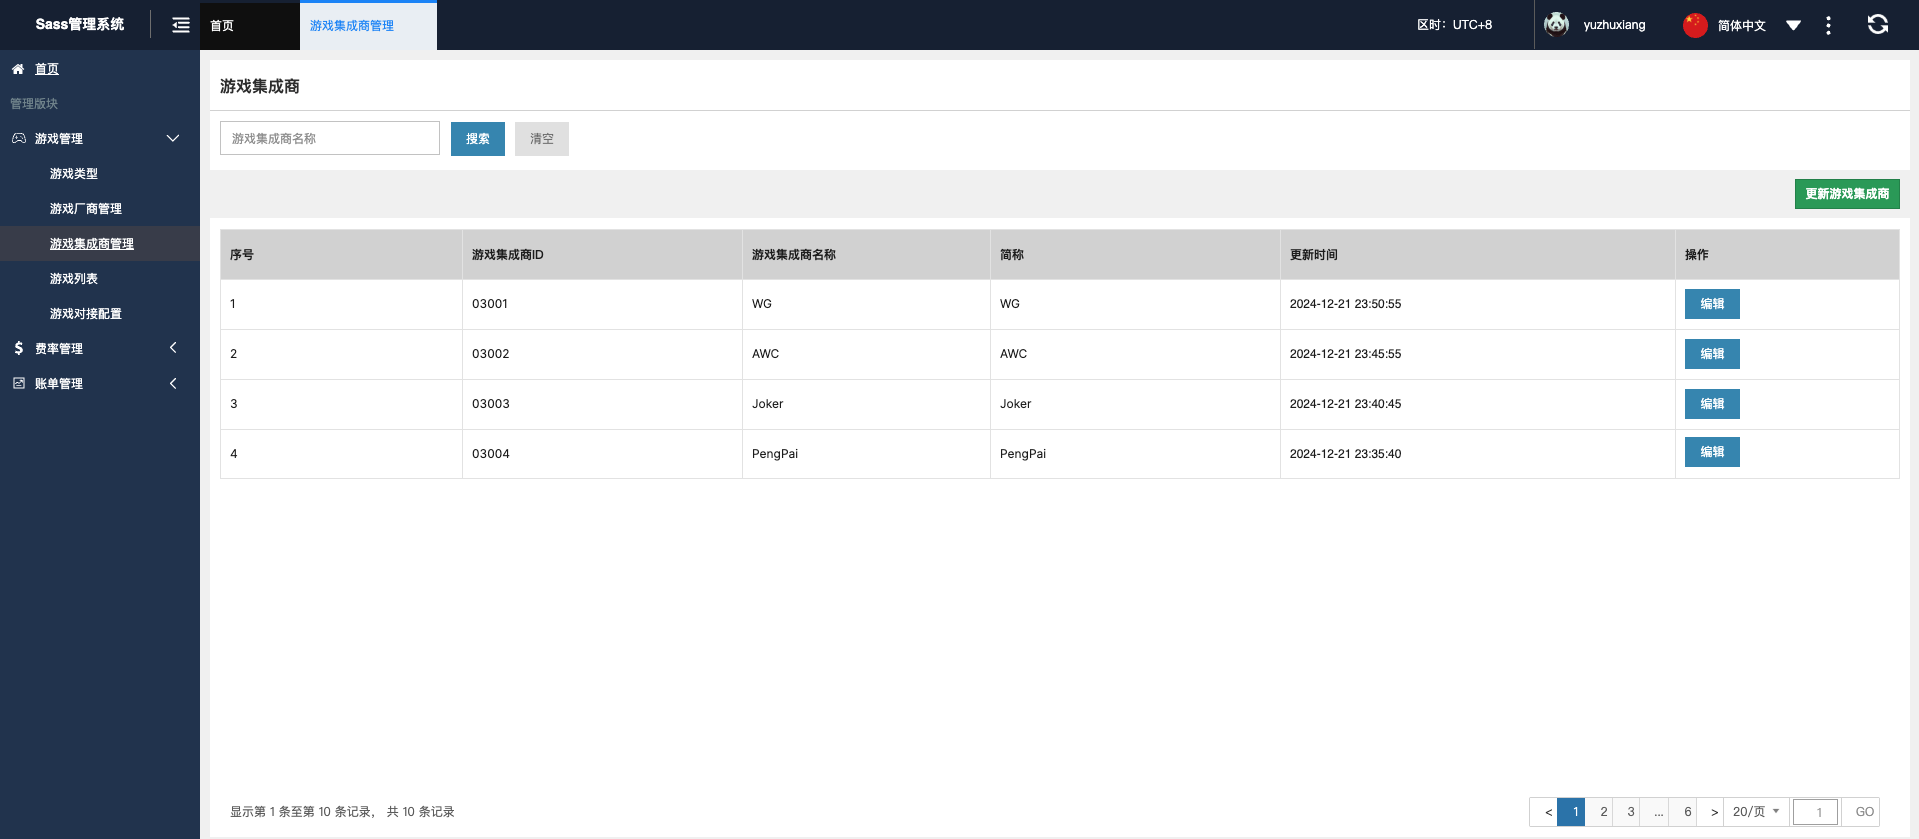 Sass管理系统
首页
游戏集成商管理
区时：UTC+8
yuzhuxiang
简体中文
首页
管理版块
游戏管理
游戏类型
游戏厂商管理
游戏集成商管理
游戏列表
游戏对接配置
费率管理
账单管理
游戏集成商
游戏集成商名称 搜索 清空
更新游戏集成商
序号 游戏集成商ID 游戏集成商名称 简称 更新时间 操作
1 03001 WG WG 2024-12-21 23:50:55 编辑
2 03002 AWC AWC 2024-12-21 23:45:55 编辑
3 03003 Joker Joker 2024-12-21 23:40:45 编辑
4 03004 PengPai PengPai 2024-12-21 23:35:40 编辑
显示第 1 条至第 10 条记录， 共 10 条记录
< 1 2 3 ... 6 > 20/页 1 GO